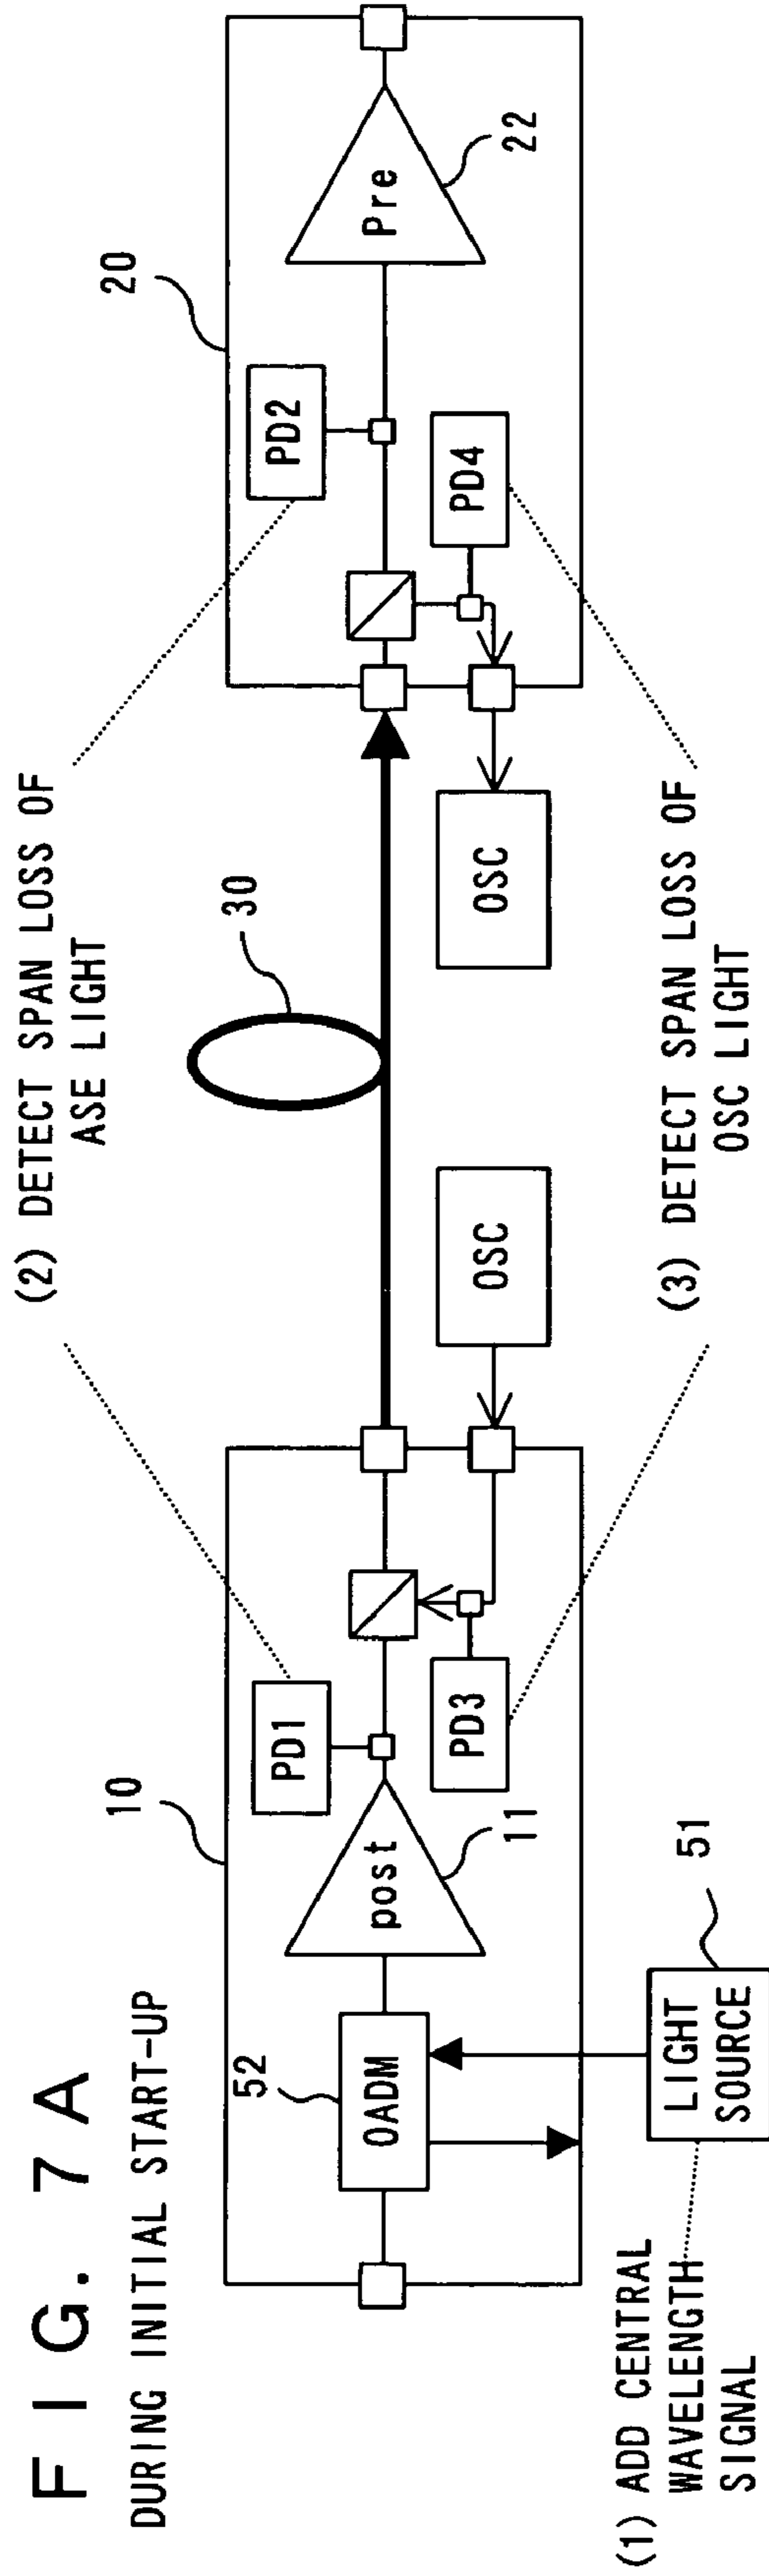 FIG. 7A
DURING INITIAL START-UP
(2) DETECT SPAN LOSS OF
ASE LIGHT
10
52
OADM
post
11
PD1
PD3
OSC
30
OSC
20
PD2
PD4
Pre
22
51
LIGHT
SOURCE
(1) ADD CENTRAL
WAVELENGTH
SIGNAL
(3) DETECT SPAN LOSS OF
OSC LIGHT